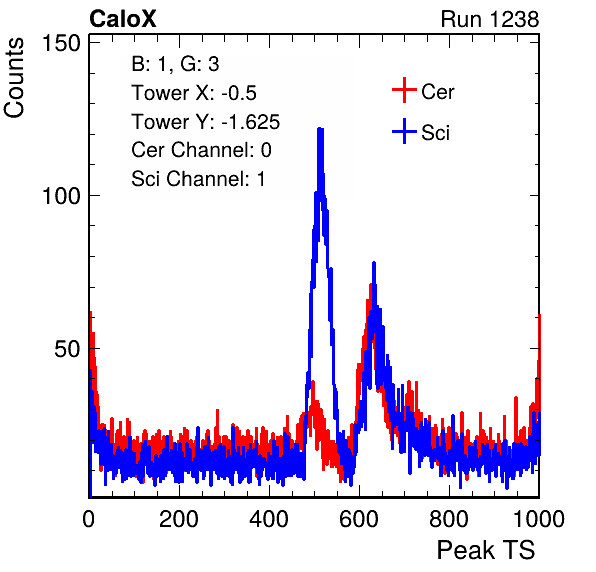 CaloX Run 1238
Counts
150
100
50
B: 1, G: 3
Tower X: -0.5
Tower Y: -1.625
Cer Channel: 0
Sci Channel: 1
Cer
Sci
0 200 400 600 800 1000
Peak TS